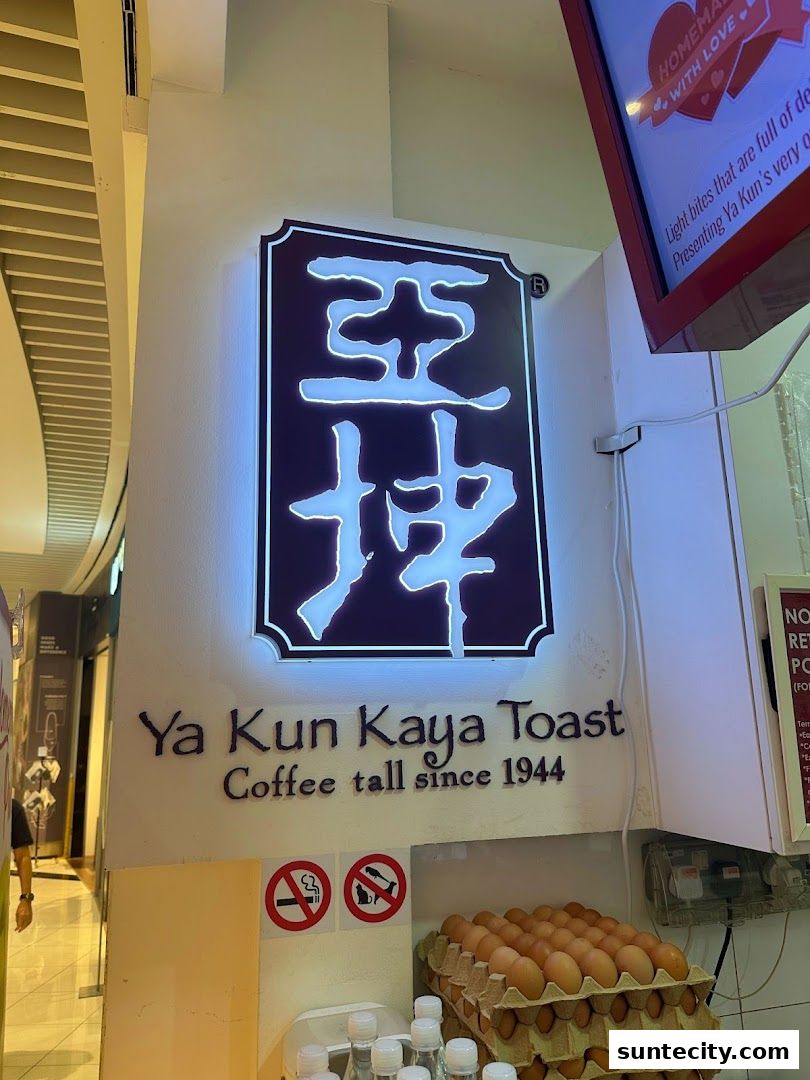 HOMEMADE
WITH LOVE
Light bites that are full of
Presenting Ya Kun's very
亞
坤
®
Ya Kun Kaya Toast
Coffee tall since 1944
NO
suntecity.com